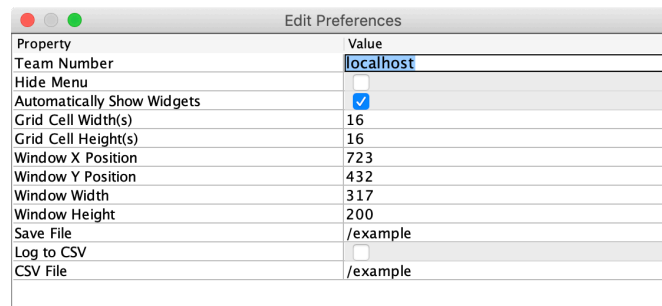 Edit Preferences
Property Value
Team Number localhost
Hide Menu
Automatically Show Widgets
Grid Cell Width(s) 16
Grid Cell Height(s) 16
Window X Position 723
Window Y Position 432
Window Width 317
Window Height 200
Save File /example
Log to CSV
CSV File /example